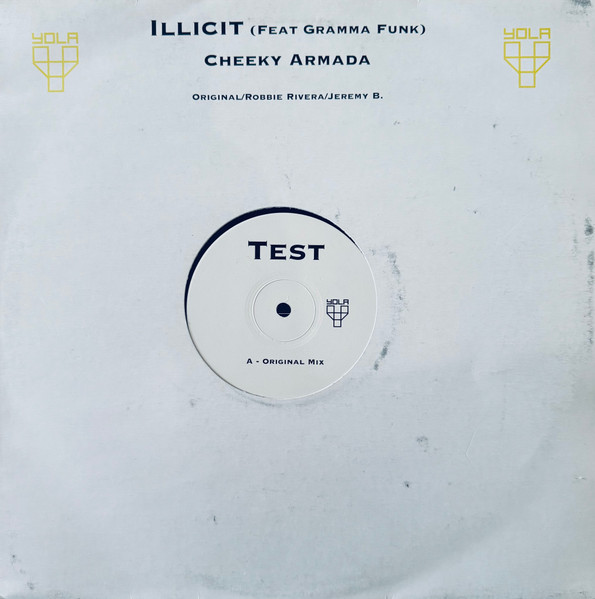 YOLA
ILLICIT (FEAT GRAMMA FUNK)
YOLA
CHEEKY ARMADA
ORIGINAL/ROBBIE RIVERA/JEREMY B.
TEST
YOLA
A - ORIGINAL MIX